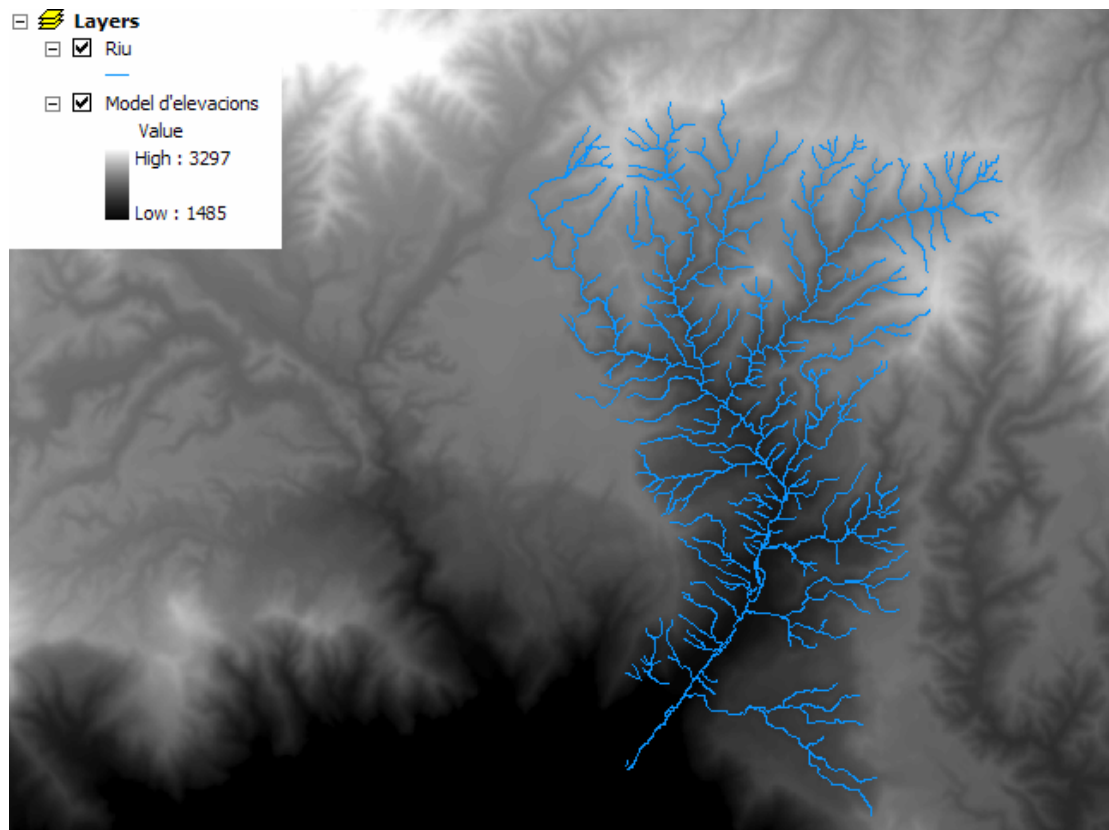 Layers
Riu
Model d'elevacions
Value
High : 3297
Low : 1485